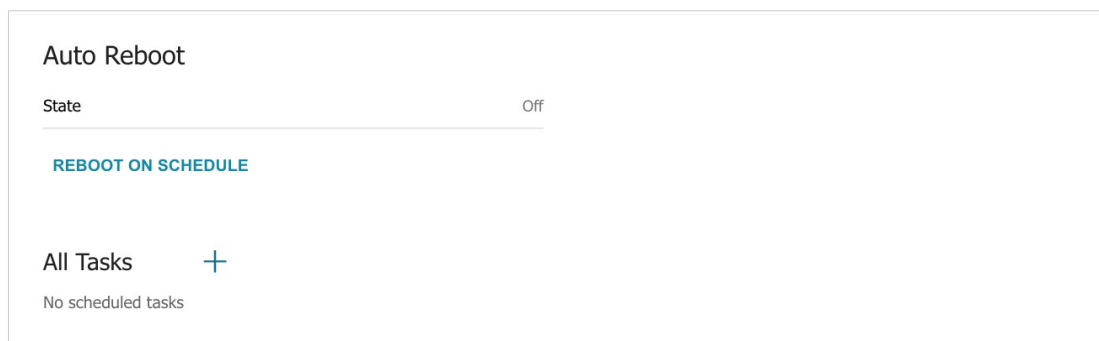 Auto Reboot
State Off
REBOOT ON SCHEDULE
All Tasks +
No scheduled tasks